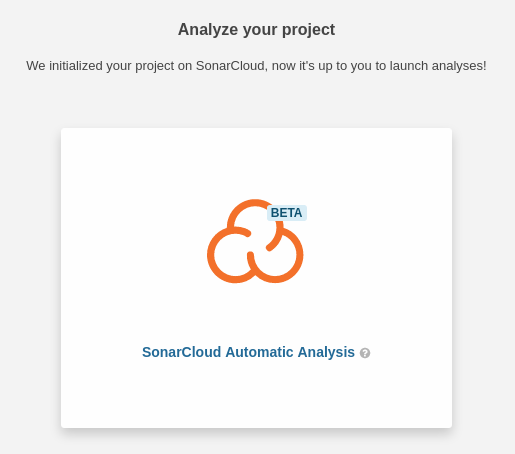 Analyze your project
We initialized your project on SonarCloud, now it's up to you to launch analyses!
BETA
SonarCloud Automatic Analysis ?